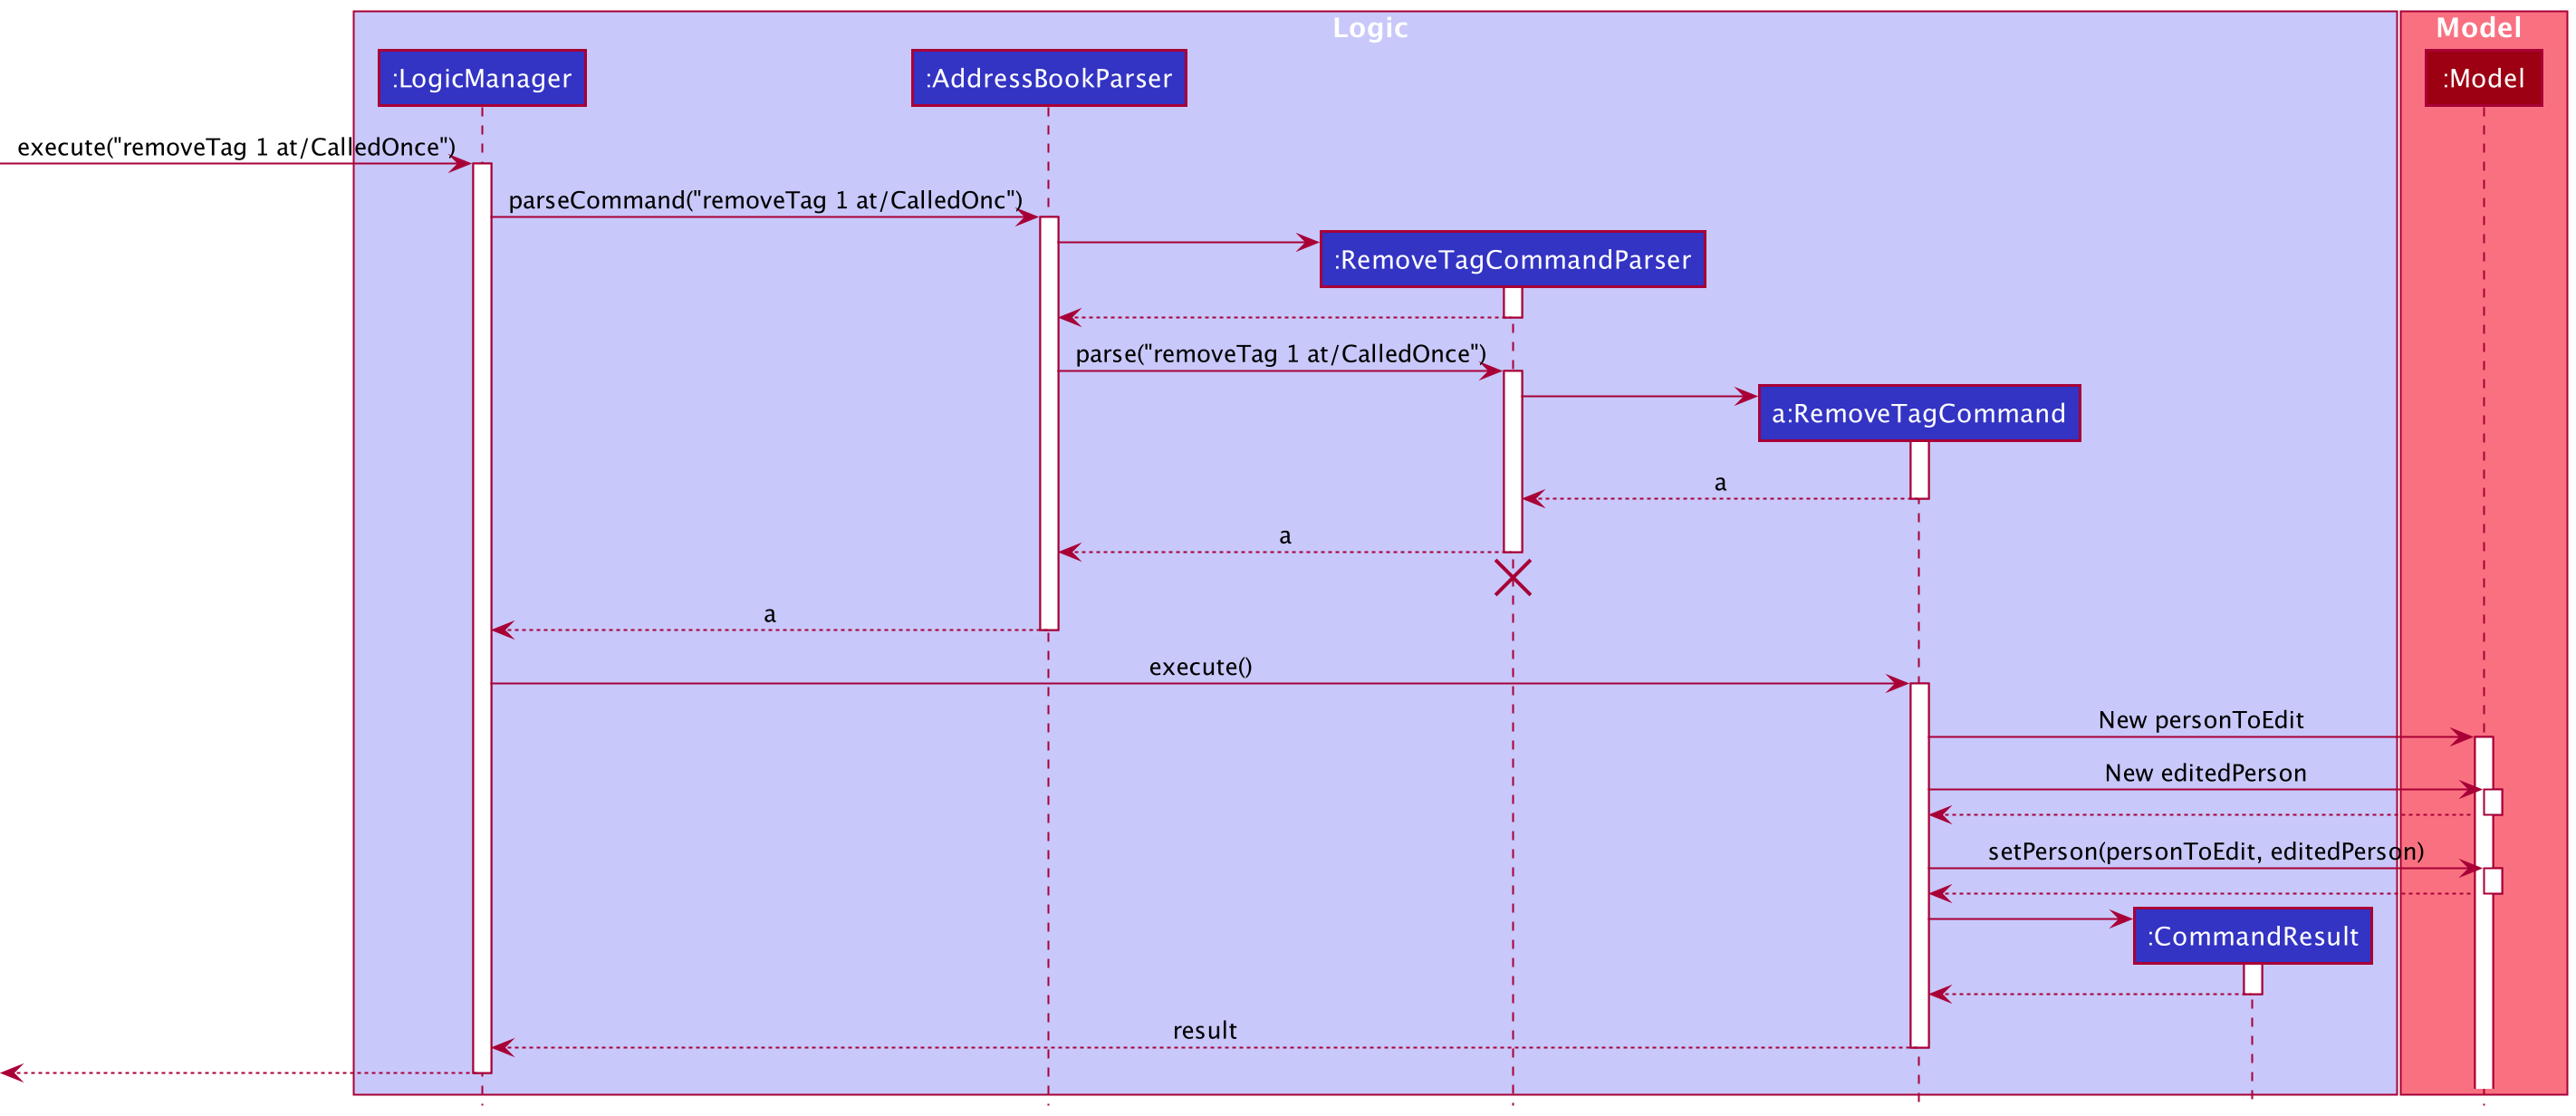 Logic
Model
:LogicManager
:AddressBookParser
:Model
execute("removeTag 1 at/CalledOnce")
parseCommand("removeTag 1 at/CalledOnc")
:RemoveTagCommandParser
parse("removeTag 1 at/CalledOnce")
a:RemoveTagCommand
a
a
a
execute()
New personToEdit
New editedPerson
setPerson(personToEdit, editedPerson)
:CommandResult
result